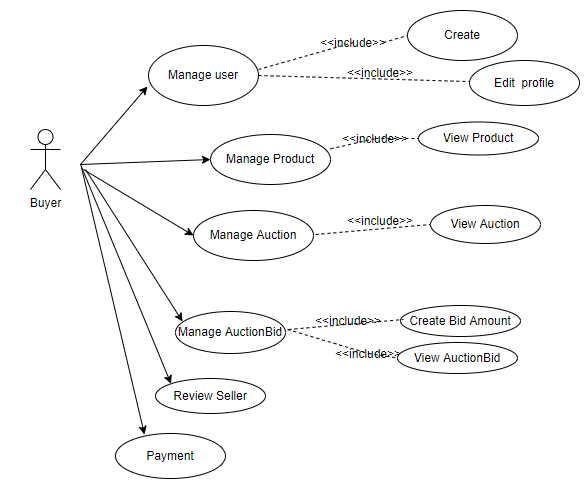 <<include>>
Create
Manage user
<<include>>
Edit profile
<<include>>
View Product
Manage Product
Buyer
<<include>>
View Auction
Manage Auction
<<include>>
Create Bid Amount
Manage AuctionBid
<<include>>
View AuctionBid
Review Seller
Payment